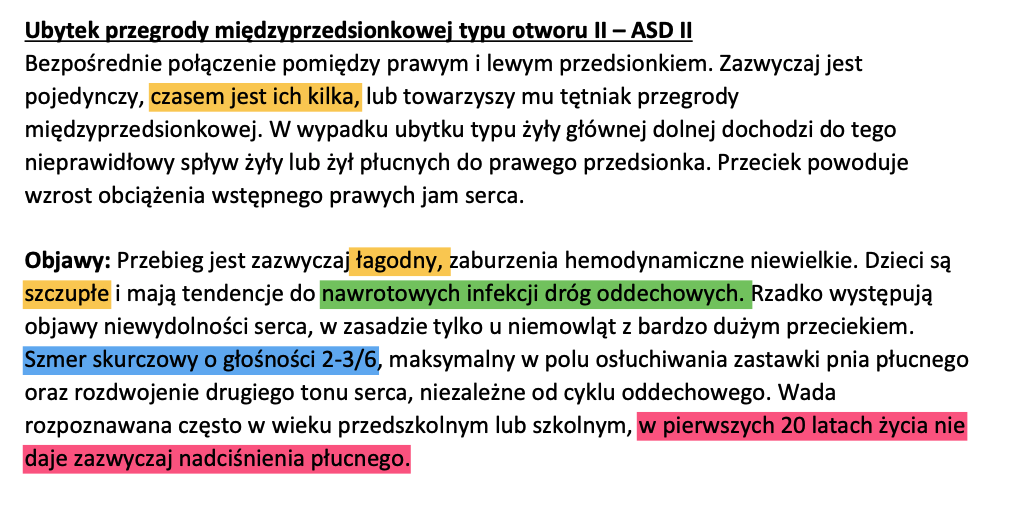 Ubytek przegrody międzyprzedsionkowej typu otworu II – ASD II
Bezpośrednie połączenie pomiędzy prawym i lewym przedsionkiem. Zazwyczaj jest
pojedynczy, czasem jest ich kilka, lub towarzyszy mu tętniak przegrody
międzyprzedsionkowej. W wypadku ubytku typu żyły głównej dolnej dochodzi do tego
nieprawidłowy spływ żyły lub żył płucnych do prawego przedsionka. Przeciek powoduje
wzrost obciążenia wstępnego prawych jam serca.
Objawy: Przebieg jest zazwyczaj łagodny, zaburzenia hemodynamiczne niewielkie. Dzieci są
szczupłe i mają tendencje do nawrotowych infekcji dróg oddechowych. Rzadko występują
objawy niewydolności serca, w zasadzie tylko u niemowląt z bardzo dużym przeciekiem.
Szmer skurczowy o głośności 2-3/6, maksymalny w polu osłuchiwania zastawki pnia płucnego
oraz rozdwojenie drugiego tonu serca, niezależne od cyklu oddechowego. Wada
rozpoznawana często w wieku przedszkolnym lub szkolnym, w pierwszych 20 latach życia nie
daje zazwyczaj nadciśnienia płucnego.